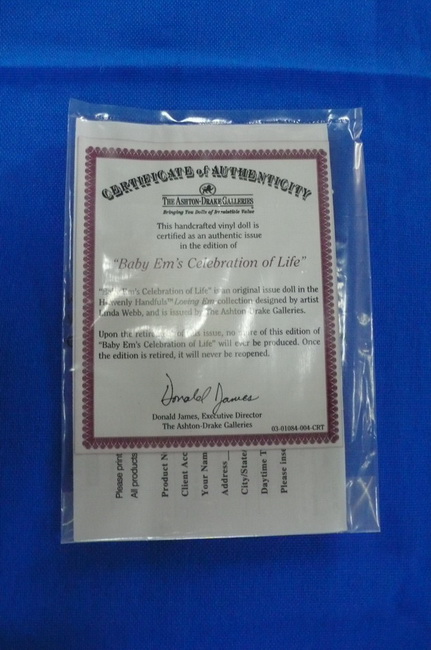 CERTIFICATE of AUTHENTICITY
THE ASHTON-DRAKE GALLERIES
Bringing You Dolls of Irresistible Value
This handcrafted vinyl doll is
certified as an authentic issue
in the edition of
"Baby Em's Celebration of Life"
"Baby Em's Celebration of Life" is an original issue doll in the
Heavenly Handfuls™ Loving Em collection designed by artist
Linda Webb, and is issued by The Ashton-Drake Galleries.
Upon the retirement of this issue, no more of this edition of
"Baby Em's Celebration of Life" will ever be produced. Once
the edition is retired, it will never be reopened.
Donald James
Donald James, Executive Director
The Ashton-Drake Galleries
03-01084-004-CRT
Please print
All products
Product N
Client Acc
Your Nam
Address
City/State/
Daytime T
Please inse